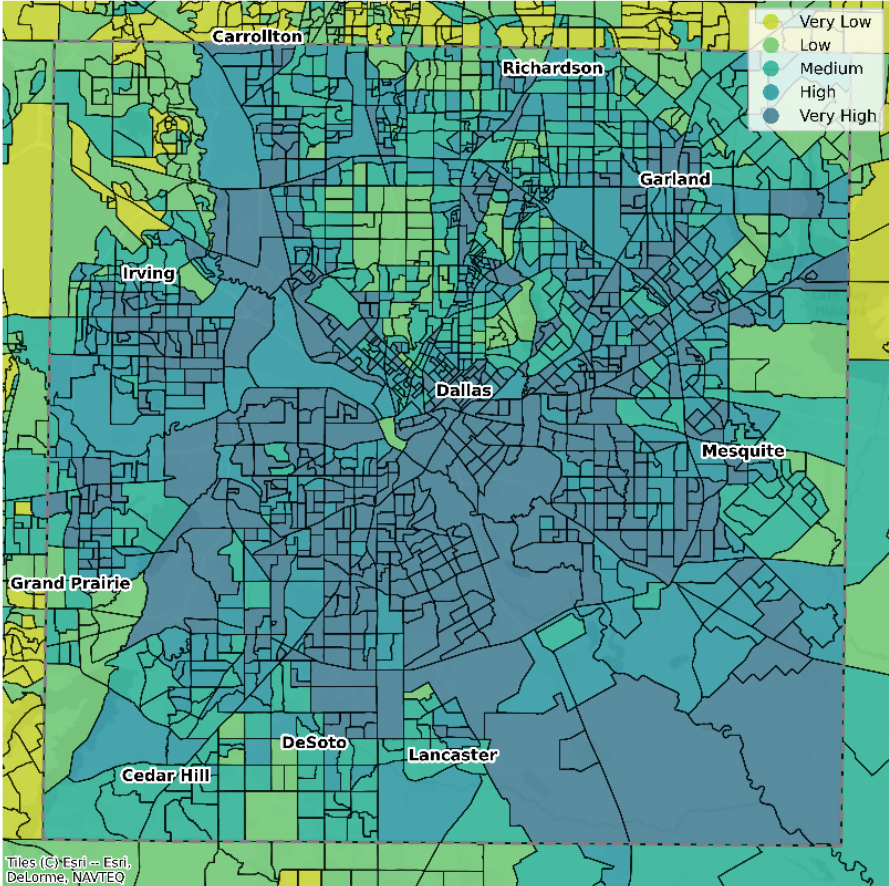 Carrollton
Richardson
Very Low
Low
Medium
High
Very High
Garland
Irving
Dallas
Mesquite
Grand Prairie
DeSoto
Lancaster
Cedar Hill
Tiles (C) Esri -- Esri,
DeLorme, NAVTEQ